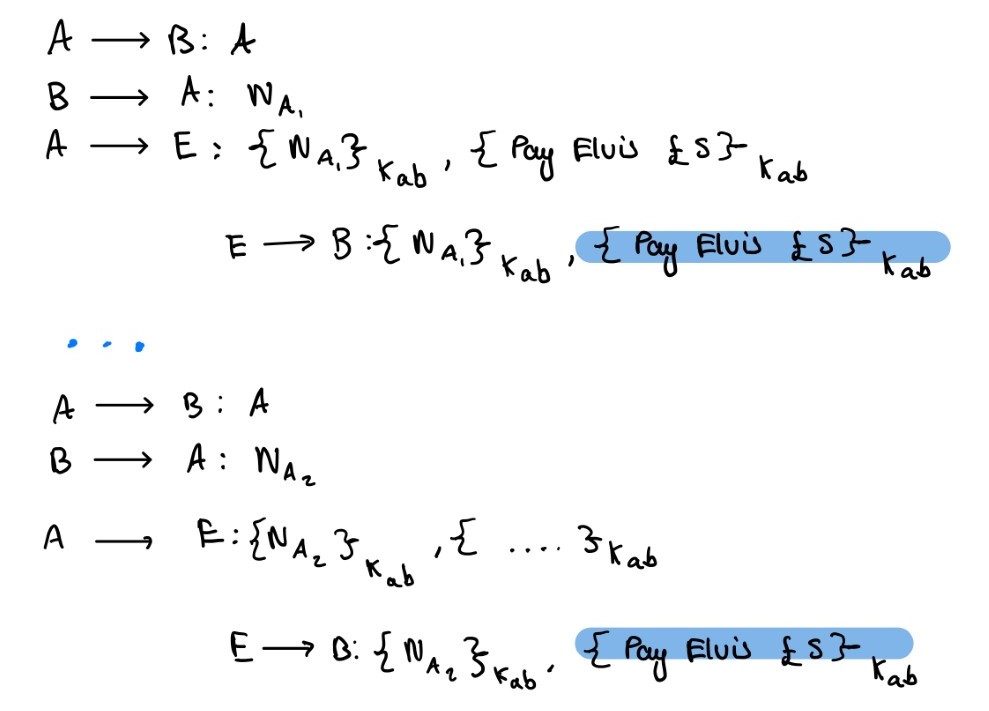 A → B: A
B → A: N_A₁
A → E: {N_A₁}_Kab, {Pay Elvis £5}_Kab
E → B: {N_A₁}_Kab, {Pay Elvis £5}_Kab
...
A → B: A
B → A: N_A₂
A → E: {N_A₂}_Kab, {....}_Kab
E → B: {N_A₂}_Kab, {Pay Elvis £5}_Kab